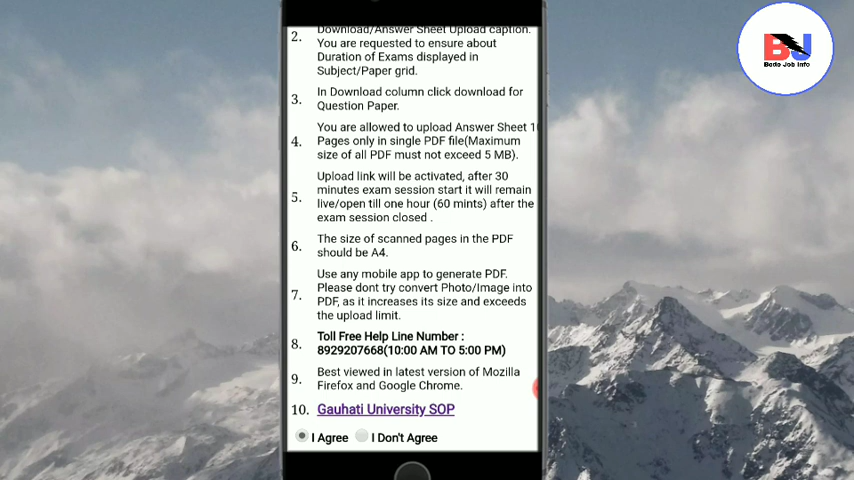 Download/Answer Sheet Upload caption.
2.
You are requested to ensure about
Duration of Exams displayed in
Subject/Paper grid.
3. In Download column click download for
Question Paper.
You are allowed to upload Answer Sheet
4. Pages only in single PDF file(Maximum
size of all PDF must not exceed 5 MB).
Upload link will be activated, after 30
minutes exam session start it will remain
5. live/open till one hour (60 mints) after the
exam session closed .
6. The size of scanned pages in the PDF
should be A4.
Use any mobile app to generate PDF.
Please dont try convert Photo/Image into
7. PDF, as it increases its size and exceeds
the upload limit.
8. Toll Free Help Line Number :
8929207668(10:00 AM TO 5:00 PM)
9. Best viewed in latest version of Mozilla
Firefox and Google Chrome.
10. Gauhati University SOP
I Agree I Don't Agree
BJ
Bodo Job Info